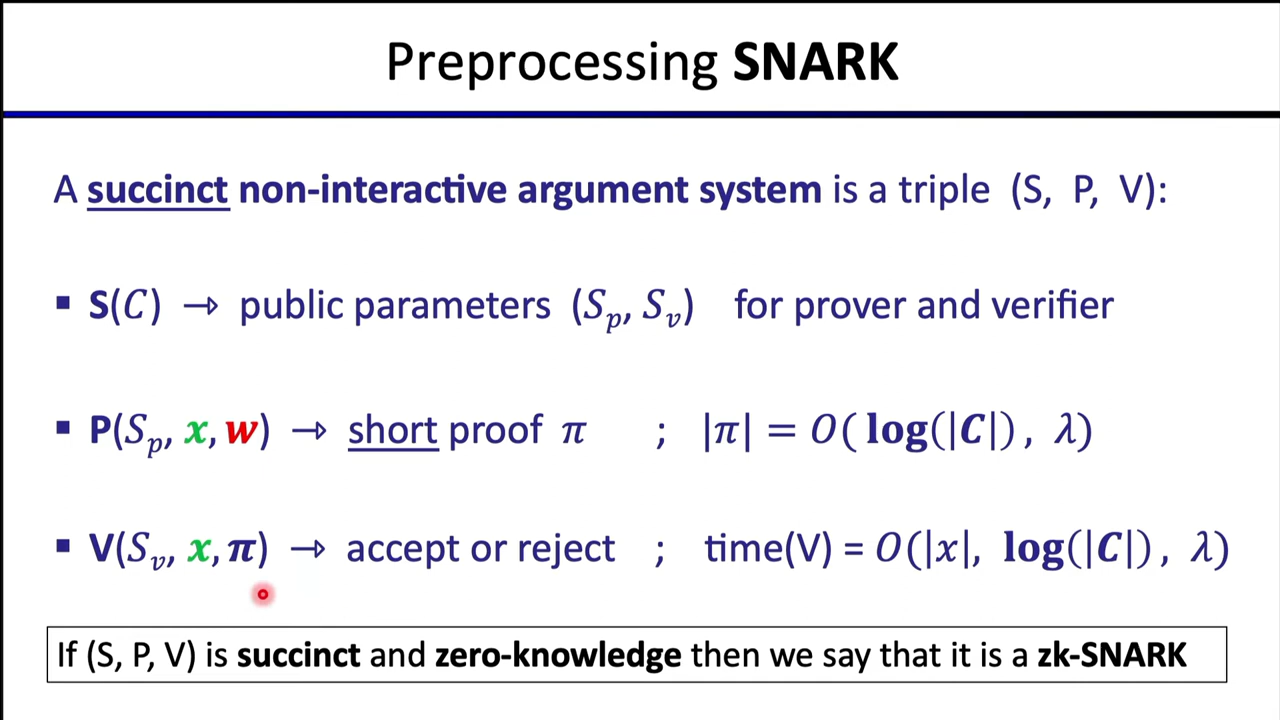 Preprocessing SNARK
A succinct non-interactive argument system is a triple (S, P, V):
▪ S(C) → public parameters (Sₚ, Sᵥ) for prover and verifier
▪ P(Sₚ, x, w) → short proof π ; |π| = O( log(|C|), λ)
▪ V(Sᵥ, x, π) → accept or reject ; time(V) = O(|x|, log(|C|), λ)
If (S, P, V) is succinct and zero-knowledge then we say that it is a zk-SNARK